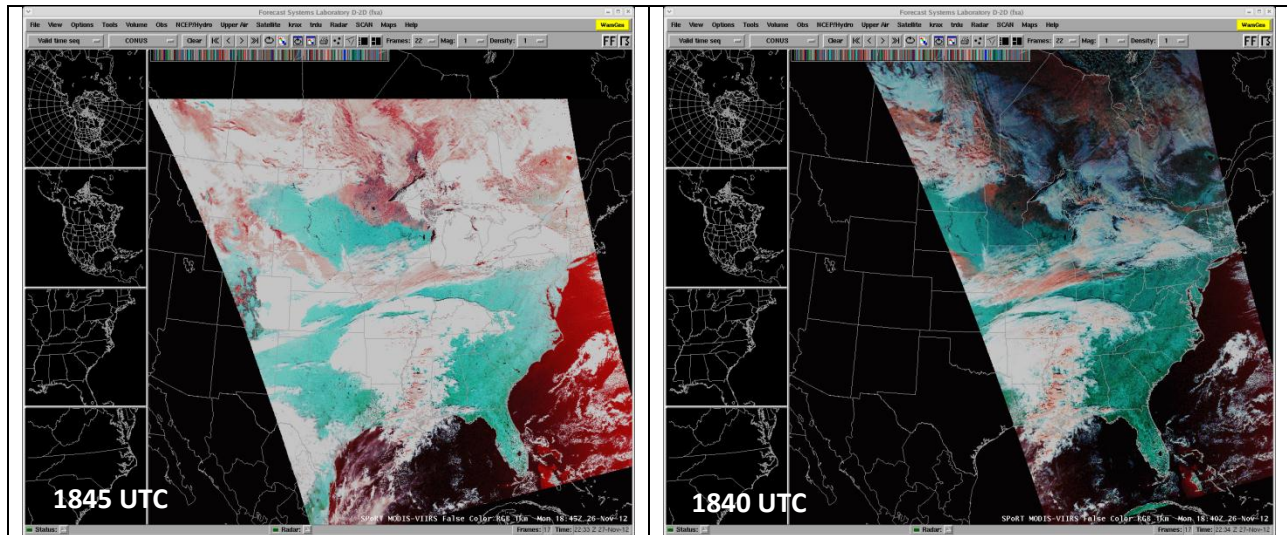 Forecast Systems Laboratory D-2D (fxa)
File View Options Tools Volume Obs NCEP/Hydro Upper Air Satellite krax trdu Radar SCAN Maps Help WarnGen
Valid time seq CONUS Clear Frames: 22 Mag: 1 Density: 1 FF
1845 UTC
SPoRT MODIS-VIIRS False Color RGB 1km Mon 18:45Z 26-Nov-12
Status: Radar: Frames: 17 Time: 22:33 Z 27-Nov-12
Forecast Systems Laboratory D-2D (fxa)
File View Options Tools Volume Obs NCEP/Hydro Upper Air Satellite krax trdu Radar SCAN Maps Help WarnGen
Valid time seq CONUS Clear Frames: 22 Mag: 1 Density: 1 FF
1840 UTC
SPoRT MODIS-VIIRS False Color RGB 1km Mon 18:40Z 26-Nov-12
Status: Radar: Frames: 17 Time: 22:34 Z 27-Nov-12